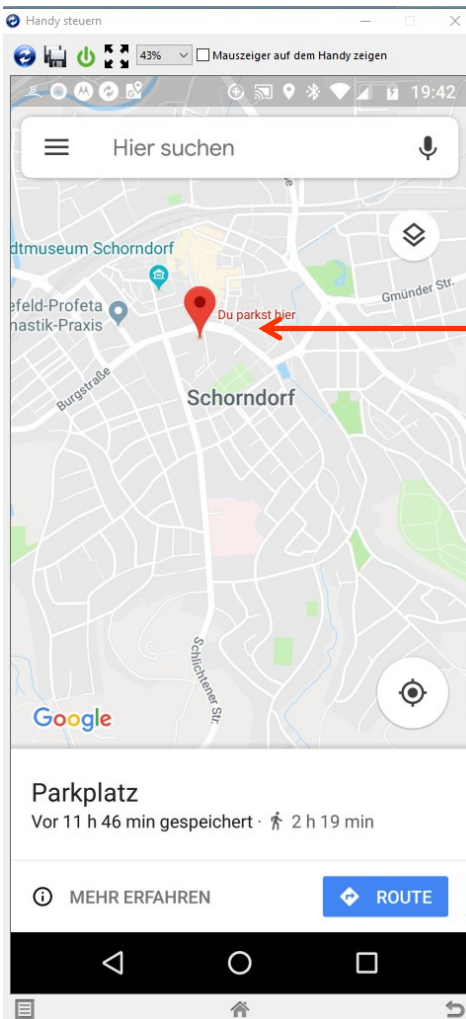 Handy steuern
43%
Mauszeiger auf dem Handy zeigen
19:42
Hier suchen
dtmuseum Schorndorf
Gmünder Str.
efeld-Profeta
nastik-Praxis
Du parkst hier
Burgstraße
Schorndorf
Schlichtener Str.
Google
Parkplatz
Vor 11 h 46 min gespeichert · 2 h 19 min
MEHR ERFAHREN
ROUTE